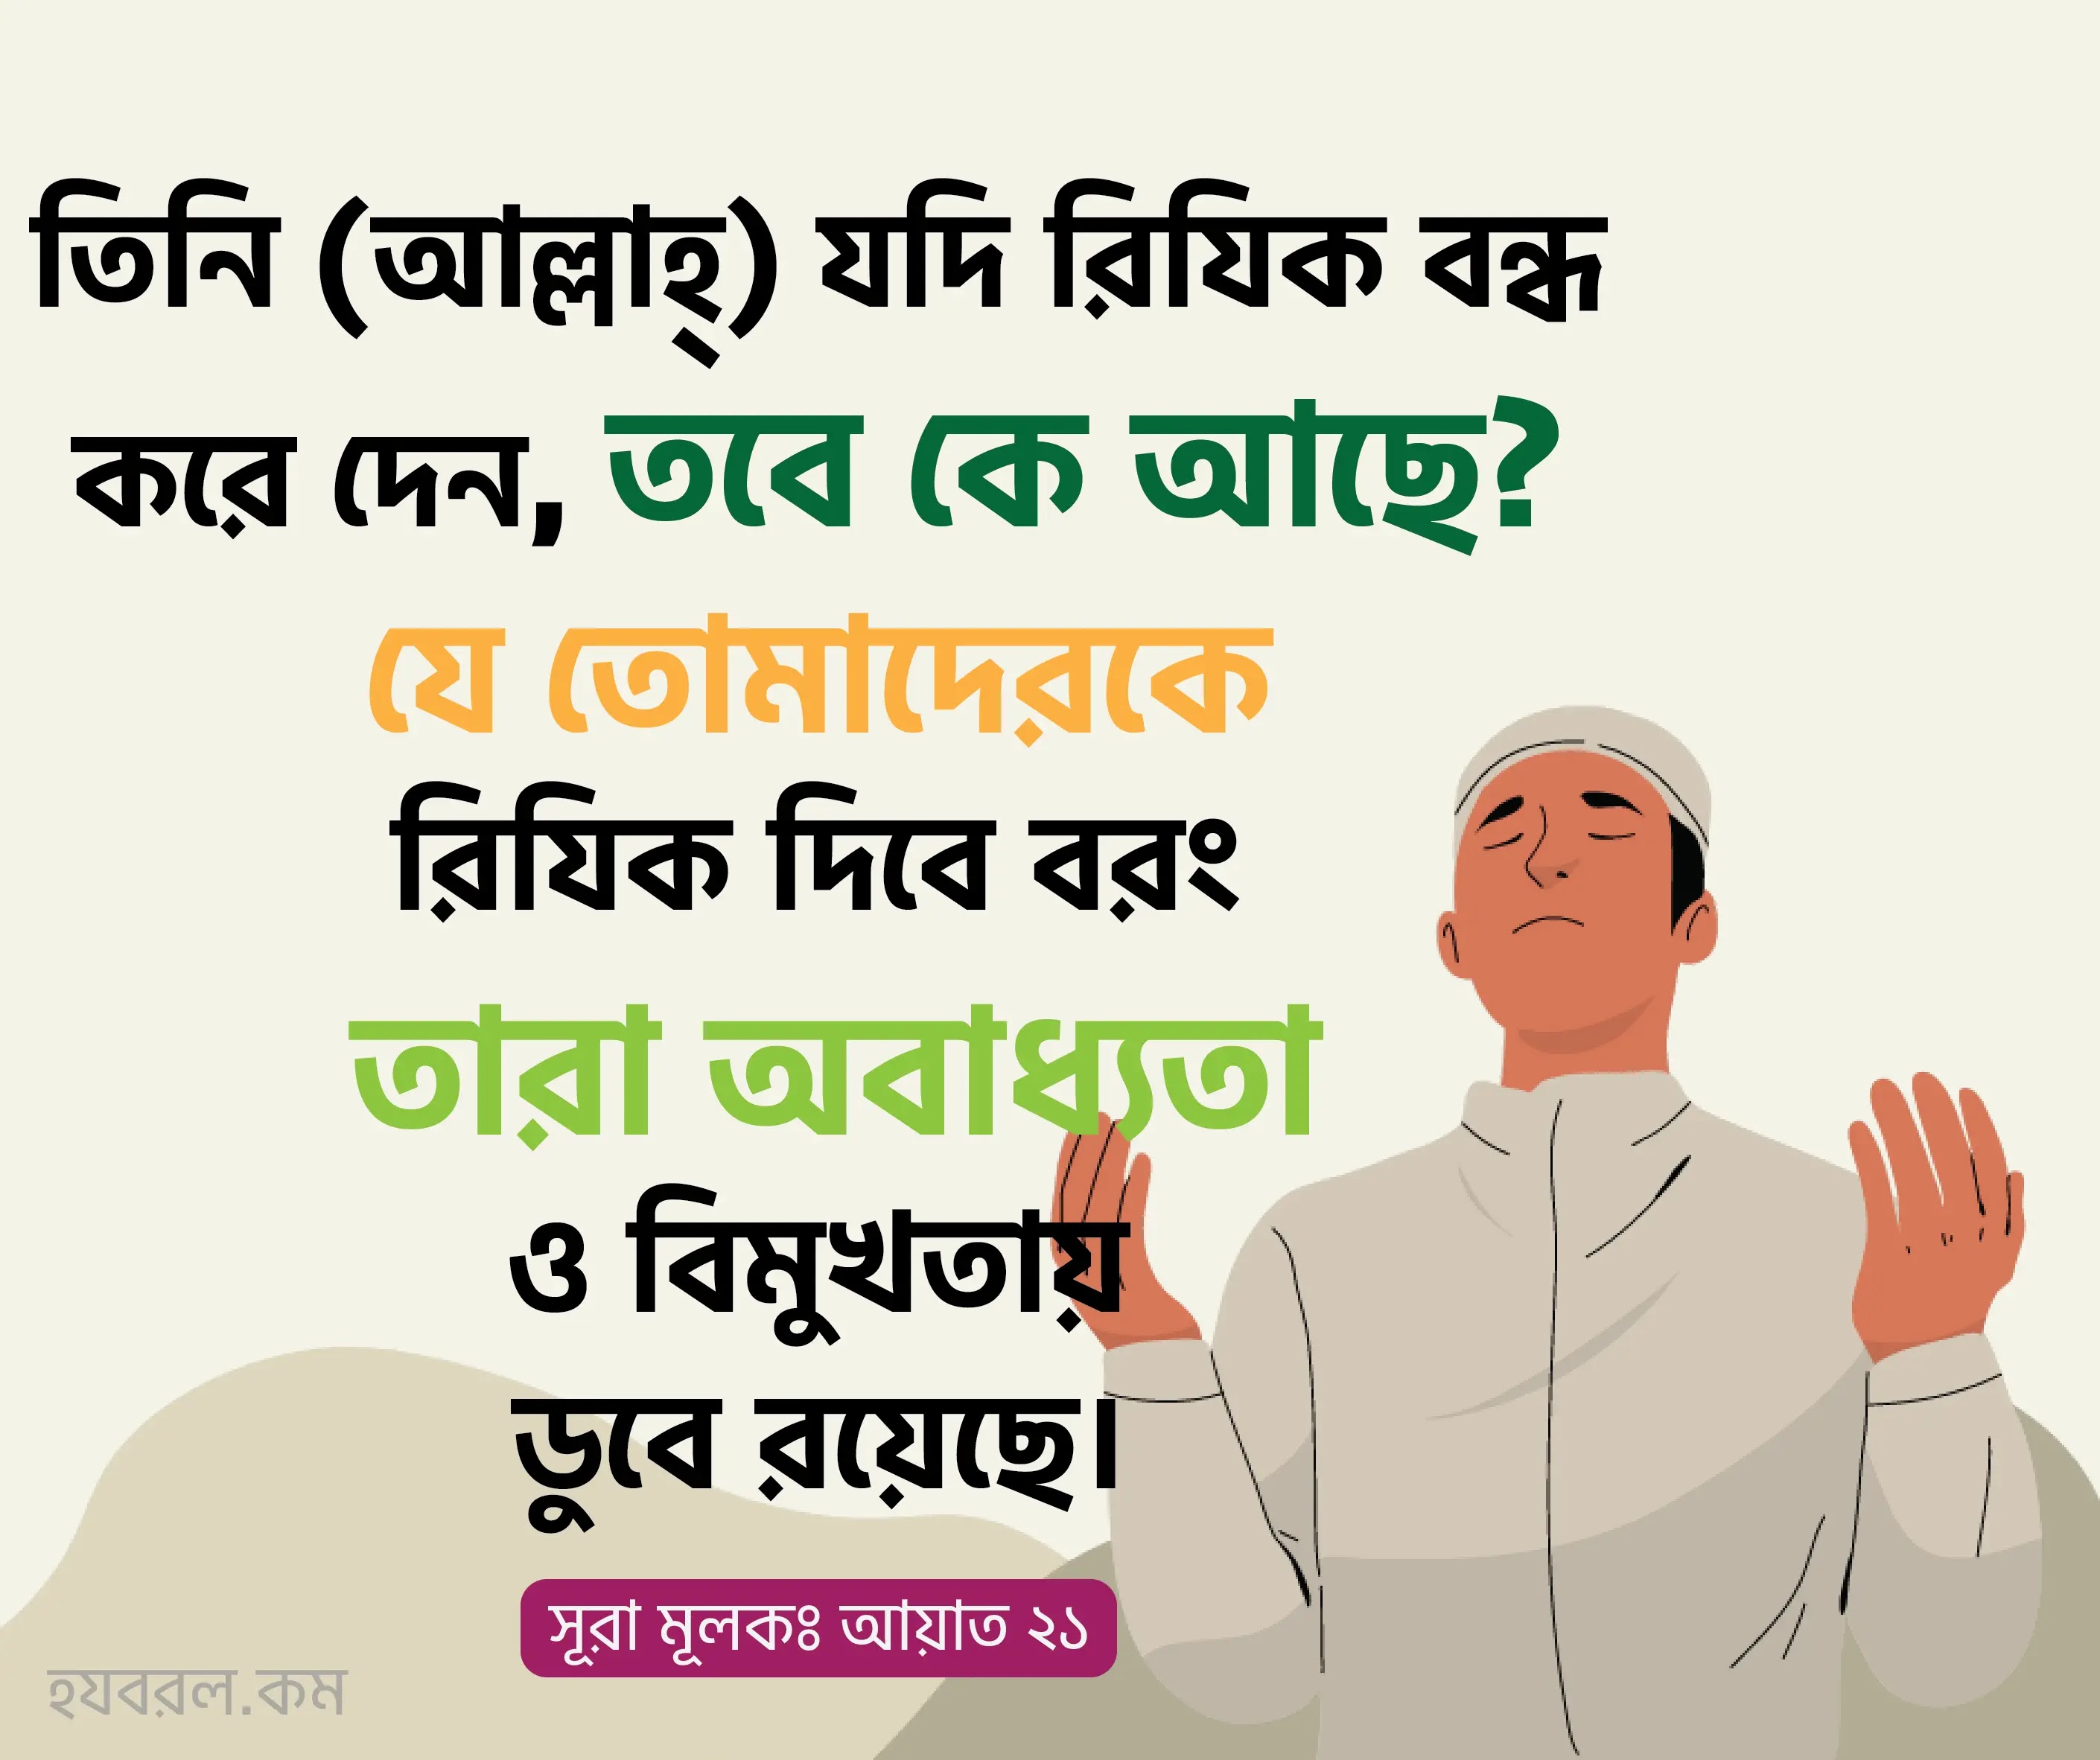 তিনি (আল্লাহ্) যদি রিযিক বন্ধ
করে দেন, তবে কে আছে?
যে তোমাদেরকে
রিযিক দিবে বরং
তারা অবাধ্যতা
ও বিমুখতায়
ডুবে রয়েছে।
সূরা মূলকঃ আয়াত ২১
হযবরল.কম